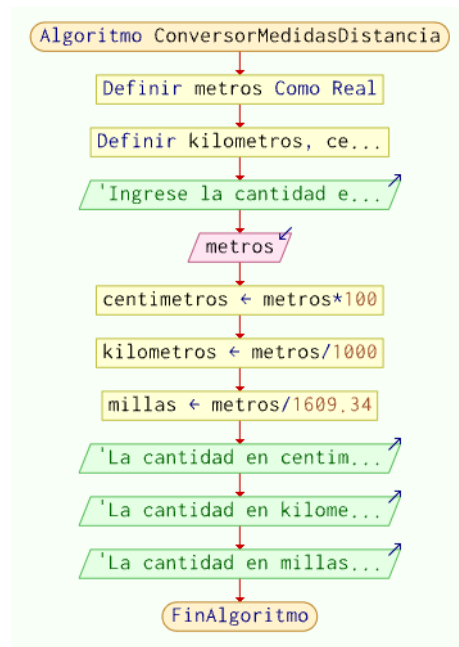 Algoritmo ConversorMedidasDistancia
Definir metros Como Real
Definir kilometros, ce...
'Ingrese la cantidad e...
metros
centimetros ← metros*100
kilometros ← metros/1000
millas ← metros/1609.34
'La cantidad en centim...
'La cantidad en kilome...
'La cantidad en millas...
FinAlgoritmo